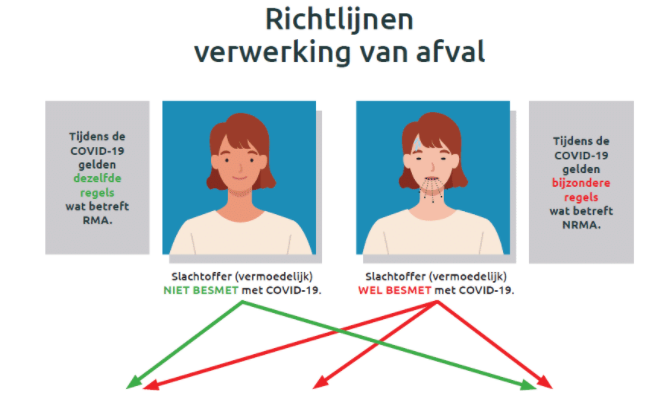 Richtlijnen
verwerking van afval
Tijdens de
COVID-19
gelden
dezelfde
regels
wat betreft
RMA.
Tijdens de
COVID-19
gelden
bijzondere
regels
wat betreft
NRMA.
Slachtoffer (vermoedelijk)
NIET BESMET met COVID-19.
Slachtoffer (vermoedelijk)
WEL BESMET met COVID-19.